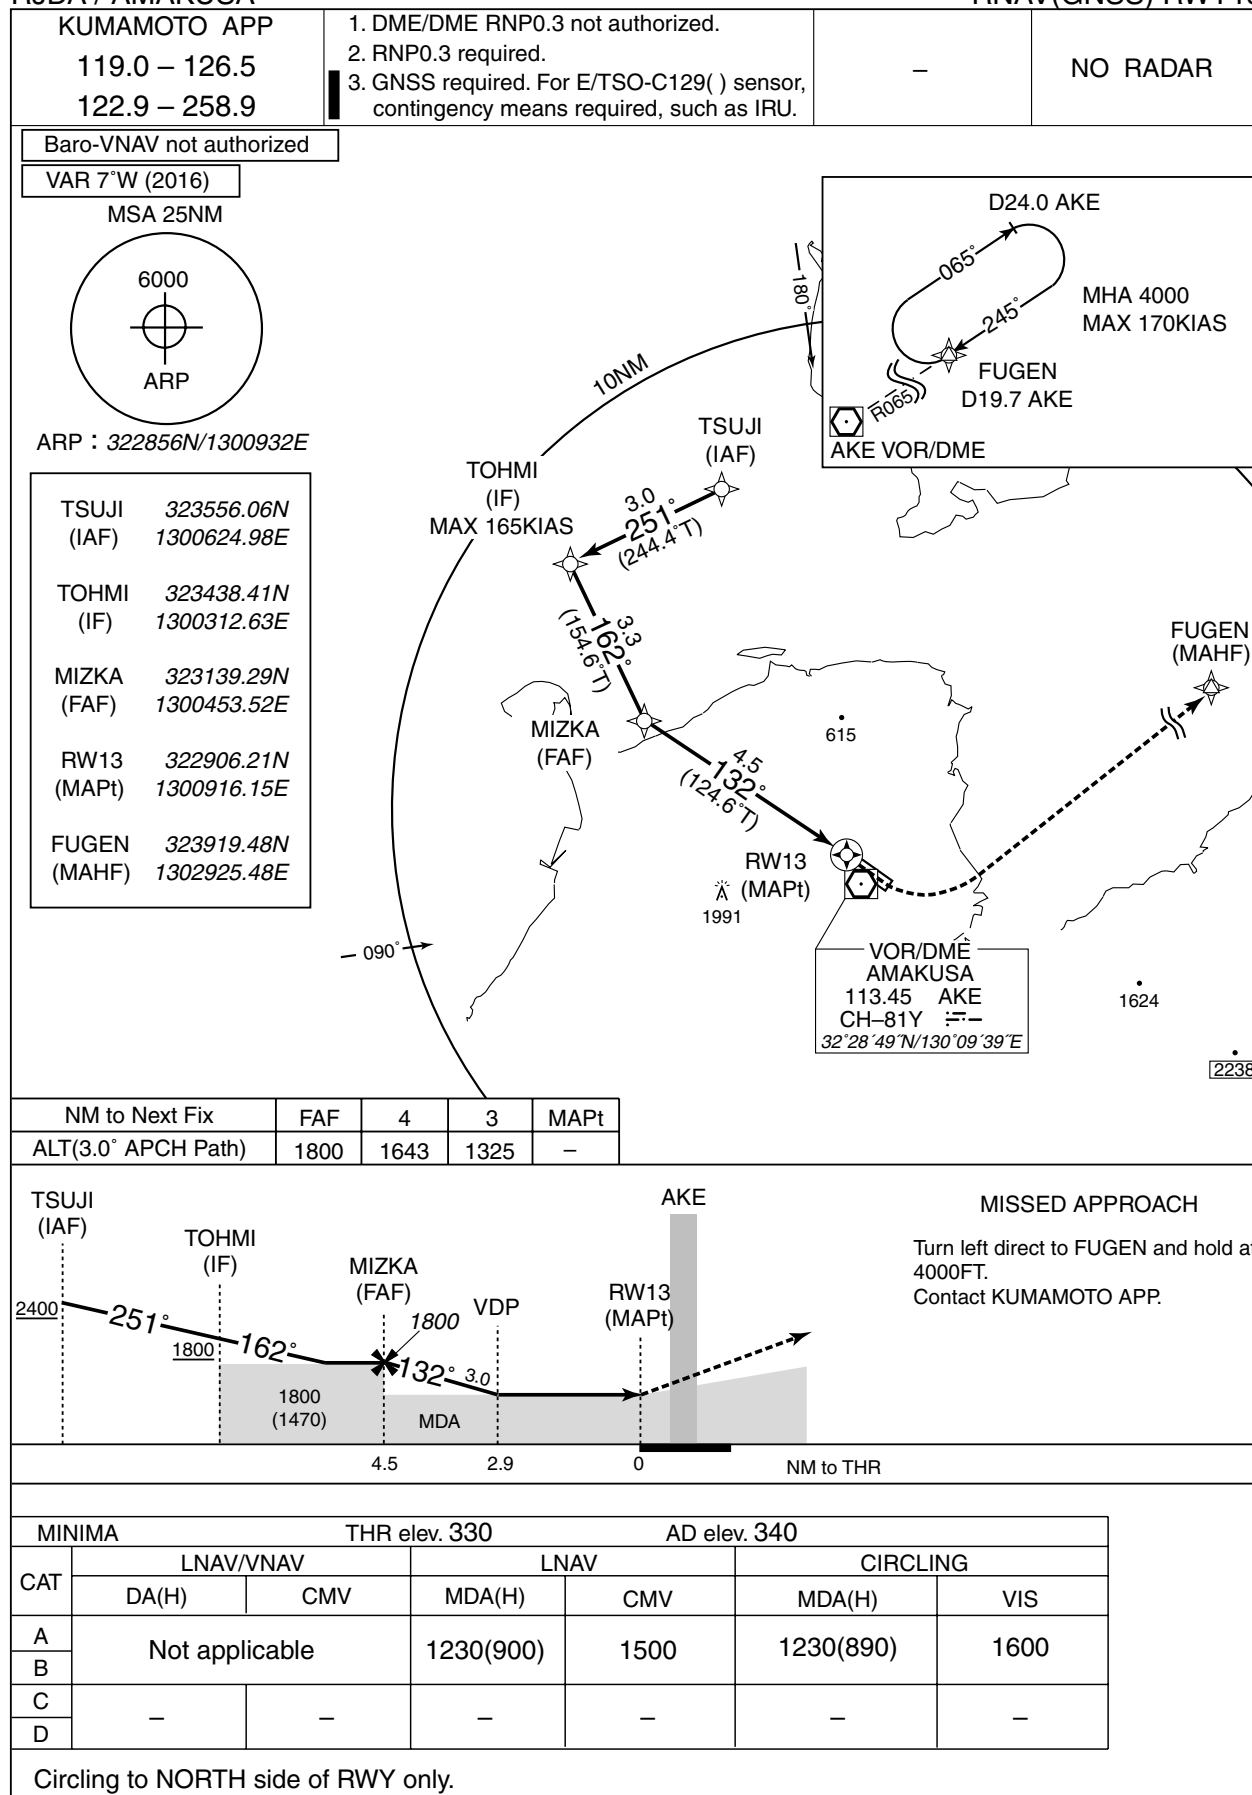 RJDA / AMAKUSA
KUMAMOTO APP
119.0 – 126.5
122.9 – 258.9
1. DME/DME RNP0.3 not authorized.
2. RNP0.3 required.
3. GNSS required. For E/TSO-C129( ) sensor,
contingency means required, such as IRU.
–
NO RADAR
Baro-VNAV not authorized
VAR 7˚W (2016)
MSA 25NM
6000
ARP
ARP : 322856N/1300932E
TSUJI 323556.06N
(IAF) 1300624.98E
TOHMI 323438.41N
(IF) 1300312.63E
MIZKA 323139.29N
(FAF) 1300453.52E
RW13 322906.21N
(MAPt) 1300916.15E
FUGEN 323919.48N
(MAHF) 1302925.48E
D24.0 AKE
065˚
245˚
MHA 4000
MAX 170KIAS
FUGEN
D19.7 AKE
R065
AKE VOR/DME
180˚
10NM
TSUJI
(IAF)
TOHMI
(IF)
MAX 165KIAS
3.0
251˚
(244.4˚T)
3.3
162˚
(154.6˚T)
MIZKA
(FAF)
4.5
132˚
(124.6˚T)
615
FUGEN
(MAHF)
RW13
(MAPt)
1991
090˚
VOR/DME
AMAKUSA
113.45 AKE
CH–81Y
32˚28´49˝N/130˚09´39˝E
1624
2238
NM to Next Fix FAF 4 3 MAPt
ALT(3.0˚ APCH Path) 1800 1643 1325 –
TSUJI
(IAF)
TOHMI
(IF)
MIZKA
(FAF)
VDP
RW13
(MAPt)
AKE
2400
251˚
1800
162˚
1800
132˚ 3.0
1800
(1470)
MDA
4.5 2.9 0 NM to THR
MISSED APPROACH
Turn left direct to FUGEN and hold at
4000FT.
Contact KUMAMOTO APP.
MINIMA THR elev. 330 AD elev. 340
CAT LNAV/VNAV LNAV CIRCLING
DA(H) CMV MDA(H) CMV MDA(H) VIS
A
B
Not applicable 1230(900) 1500 1230(890) 1600
C
D
– – – – – –
Circling to NORTH side of RWY only.